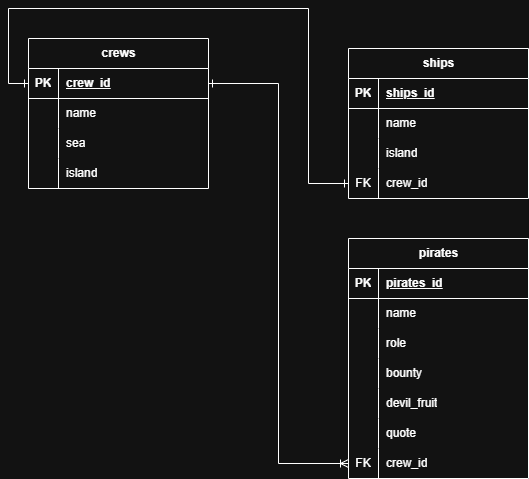 crews
PK crew_id
name
sea
island
ships
PK ships_id
name
island
FK crew_id
pirates
PK pirates_id
name
role
bounty
devil_fruit
quote
FK crew_id